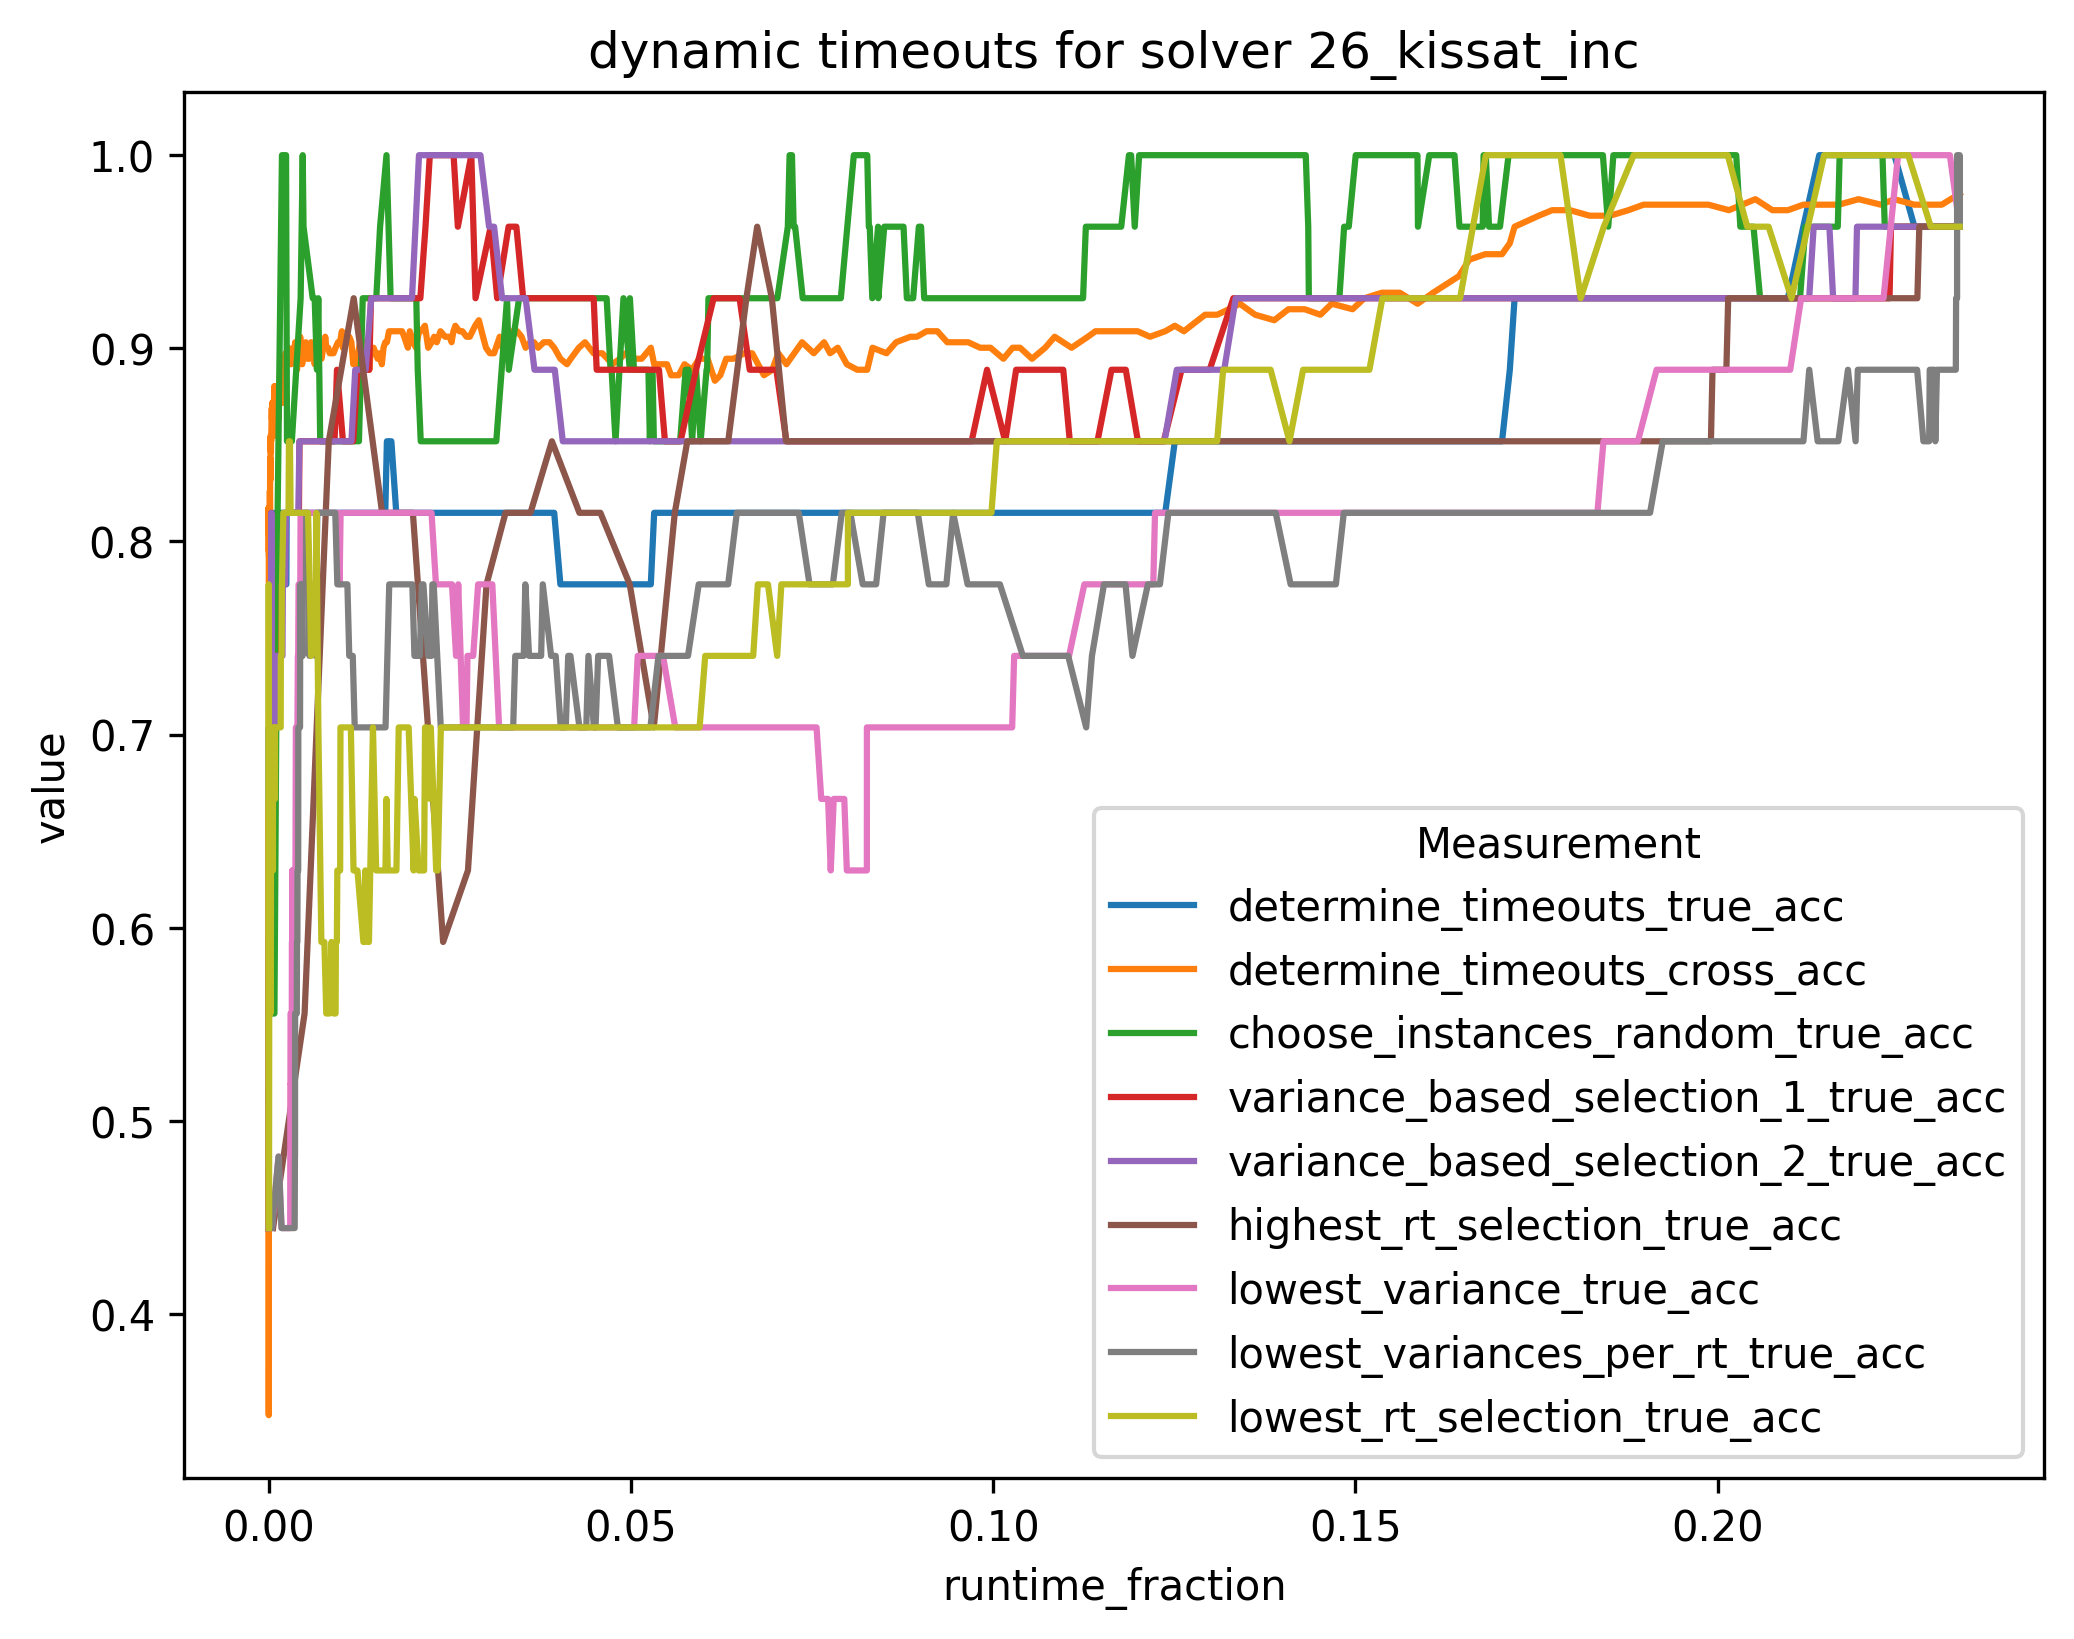 dynamic timeouts for solver 26_kissat_inc
1.0
0.9
0.8
0.7
0.6
0.5
0.4
value
0.00
0.05
0.10
0.15
0.20
runtime_fraction
Measurement
determine_timeouts_true_acc
determine_timeouts_cross_acc
choose_instances_random_true_acc
variance_based_selection_1_true_acc
variance_based_selection_2_true_acc
highest_rt_selection_true_acc
lowest_variance_true_acc
lowest_variances_per_rt_true_acc
lowest_rt_selection_true_acc